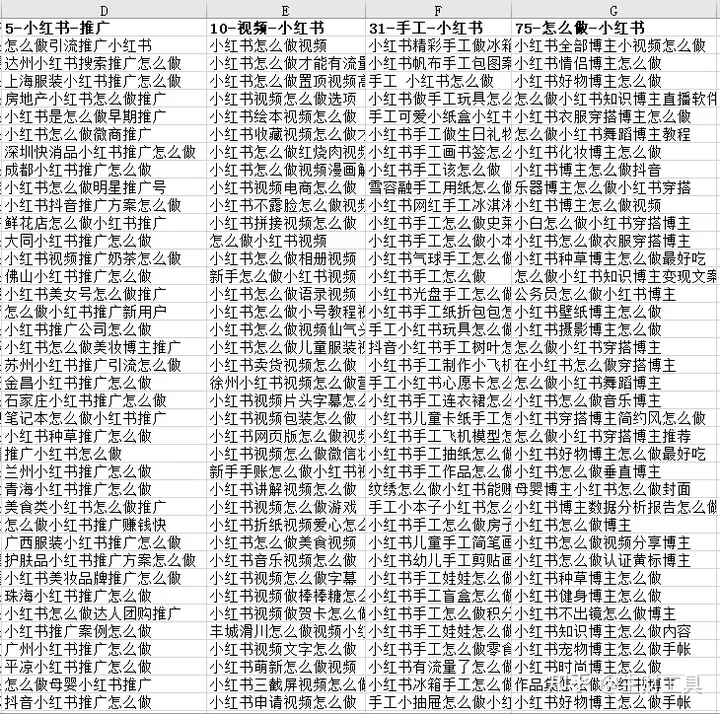 D E F G
5-小红书-推广 10-视频-小红书 31-手工-小红书 75-怎么做-小红书
怎么做引流推广小红书 小红书怎么做视频 小红书精彩手工做冰箱 小红书全部博主小视频怎么做
达州小红书搜索推广怎么做 小红书怎么做才能有流量 小红书帆布手工包图案 小红书情侣博主怎么做
上海服装小红书推广怎么做 小红书怎么做置顶视频 手工 小红书怎么做 小红书好物博主怎么做
房地产小红书怎么做推广 小红书视频怎么做选项 小红书做手工玩具怎么 怎么做小红书知识博主直播软件
小红书是怎么做早期推广 小红书绘本视频怎么做 手工可爱小纸盒小红书 小红书衣服穿搭博主怎么做
小红书怎么做微商推广 小红书收藏视频怎么做 小红书手工做生日礼物 怎么做小红书舞蹈博主教程
深圳快消品小红书推广怎么做 小红书怎么做红烧肉视频 小红书手工画书签怎么 小红书化妆博主怎么做
成都小红书推广怎么做 小红书怎么做视频漫画 小红书手工该怎么做 小红书博主怎么做抖音
小红书怎么做明星推广号 小红书视频电商怎么做 雪容融手工用纸怎么做 乐器博主怎么做小红书穿搭
小红书抖音推广方案怎么做 小红书不露脸怎么做视频 小红书网红手工冰淇淋 小红书博主怎么做视频
鲜花店怎么做小红书推广 小红书拼接视频怎么做 小红书手工怎么做史莱 小白怎么做小红书穿搭博主
大同小红书推广怎么做 怎么做小红书视频 小红书手工怎么做小本 小红书怎么做衣服穿搭博主
小红书视频推广奶茶怎么做 小红书怎么做相册视频 小红书气球手工怎么做 小红书种草博主怎么做最好吃
佛山小红书推广怎么做 新手怎么做小红书视频 小红书手工怎么做 怎么做小红书知识博主变现文案
小红书美女号怎么做推广 小红书怎么做语录视频 小红书光盘手工怎么做 公务员怎么做小红书博主
怎么做小红书推广新用户 小红书怎么做小号教程视 小红书手工纸折包包怎 小红书壁纸博主怎么做
小红书推广公司怎么做 小红书怎么做视频仙气 手工小红书玩具怎么做 小红书摄影博主怎么做
小红书怎么做美妆博主推广 小红书怎么做儿童服装视 抖音小红书手工树叶怎 怎么做小红书穿搭博主
苏州小红书推广引流怎么做 小红书卖货视频怎么做 小红书手工制作小飞机 在小红书怎么做穿搭博主
金昌小红书推广怎么做 徐州小红书视频怎么做 手工小红书心愿卡怎么 怎么做小红书舞蹈博主
石家庄小红书推广怎么做 小红书视频片头字幕怎么 小红书手工连衣裙怎么 小红书怎么做音乐博主
笔记本怎么做小红书推广 小红书视频包装怎么做 小红书儿童卡纸手工怎 小红书穿搭博主简约风怎么做
小红书种草推广怎么做 小红书网页版怎么做视频 小红书手工飞机模型怎 怎么做小红书穿搭博主推荐
推广小红书怎么做 小红书视频怎么做微信 小红书手工抽纸怎么做 小红书好物博主怎么做最好吃
兰州小红书推广怎么做 新手手账怎么做小红书视 小红书手工作品怎么做 小红书怎么做垂直博主
青海小红书推广怎么做 小红书讲解视频怎么做 纹绣怎么做小红书能赚 母婴博主小红书怎么做封面
美食类小红书怎么做推广 小红书视频怎么做游戏 手工小本子小红书怎么 小红书博主数据分析报告怎么做
怎么做小红书推广赚钱快 小红书折纸视频爱心怎么 小红书手工怎么做房子 小红书怎么做博主
广西服装小红书推广怎么做 小红书怎么做美食视频 小红书儿童手工简笔画 小红书怎么做视频分享博主
护肤品小红书推广方案怎么做 小红书音乐视频怎么做 小红书幼儿手工剪贴画 小红书怎么做认证黄标博主
小红书美妆品牌推广怎么做 小红书视频怎么做字幕 小红书手工娃娃怎么做 小红书种草博主怎么做
珠海小红书推广怎么做 小红书视频做棒棒糖怎么 小红书手工盲盒怎么做 小红书健身博主怎么做
小红书怎么做达人团购推广 小红书视频做贺卡怎么做 小红书手工怎么做积分 小红书不出镜怎么做博主
小红书推广案例怎么做 丰城滑川怎么做视频小红 小红书手工娃娃怎么做 小红书知识博主怎么做内容
广州小红书推广怎么做 小红书视频文字怎么做 小红书手工怎么做零食 小红书宠物博主怎么做手帐
平凉小红书推广怎么做 小红书萌新怎么做视频 小红书有流量了怎么做 小红书时尚博主怎么做
怎么做母婴小红书推广 小红书三截屏视频怎么 小红书冰箱手工怎么做
抖音小红书推广怎么做 小红书申请视频怎么做 手工小抽屉怎么做小红 小红书博主怎么做手帐